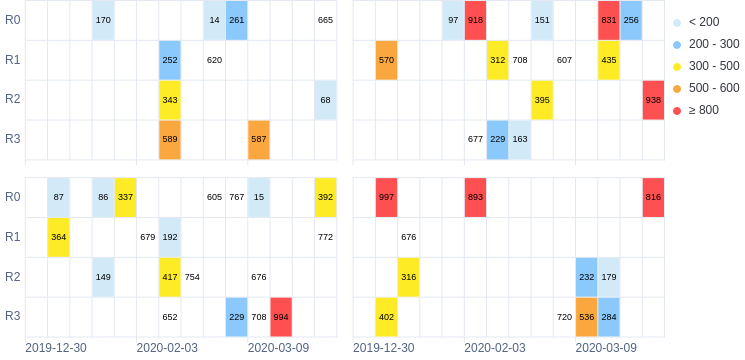 R0 170 14 261 665 97 918 151 831 256
R1 252 620 570 312 708 607 435
R2 343 68 395 938
R3 589 587 677 229 163
< 200
200 - 300
300 - 500
500 - 600
≥ 800
R0 87 86 337 605 767 15 392 997 893 816
R1 364 679 192 772 676
R2 149 417 754 676 316 232 179
R3 652 229 708 994 402 720 536 284
2019-12-30 2020-02-03 2020-03-09 2019-12-30 2020-02-03 2020-03-09